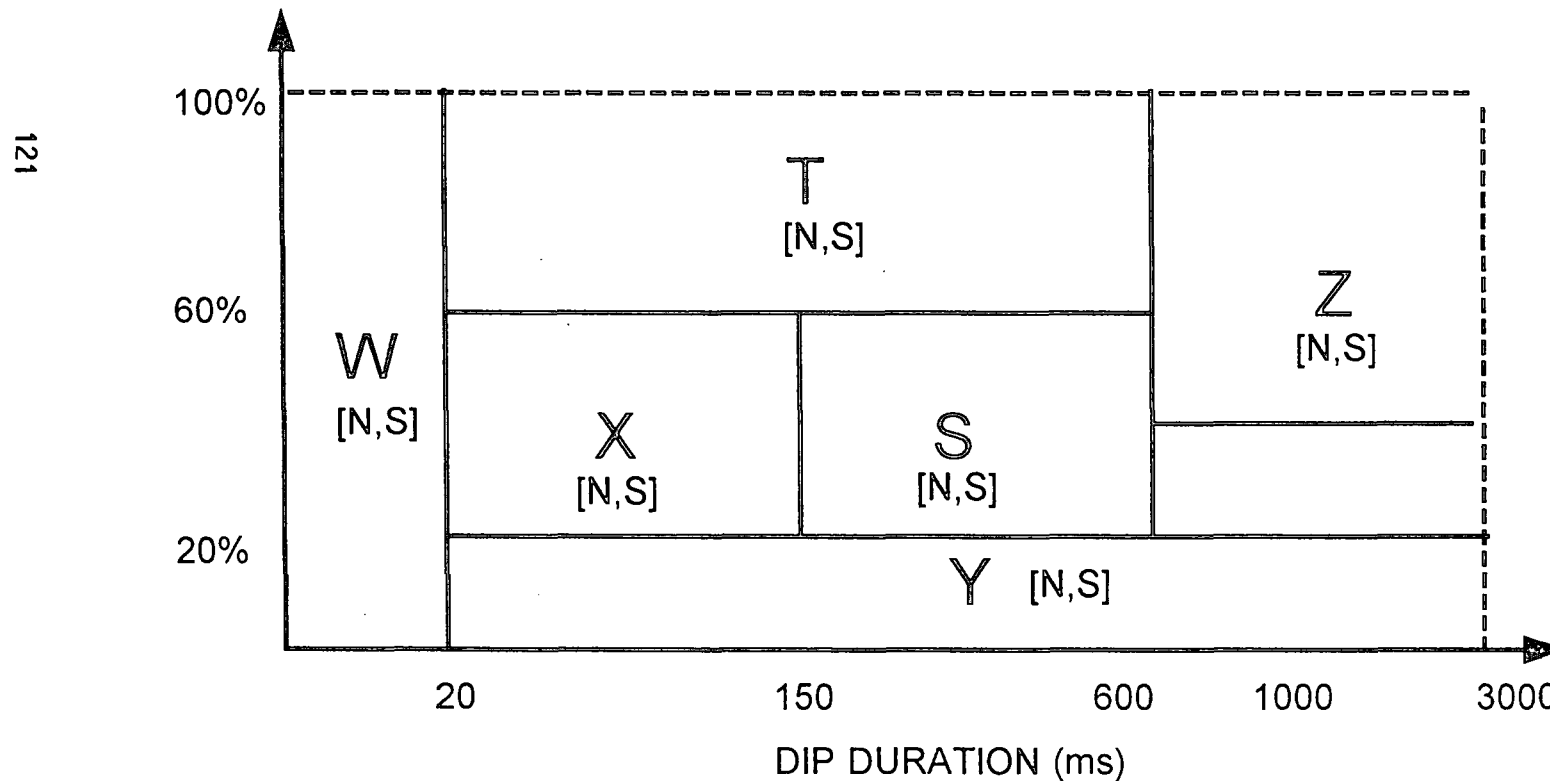 121
100%
60%
20%
T
[N,S]
Z
[N,S]
W
[N,S]
X
[N,S]
S
[N,S]
Y [N,S]
20 150 600 1000 3000
DIP DURATION (ms)